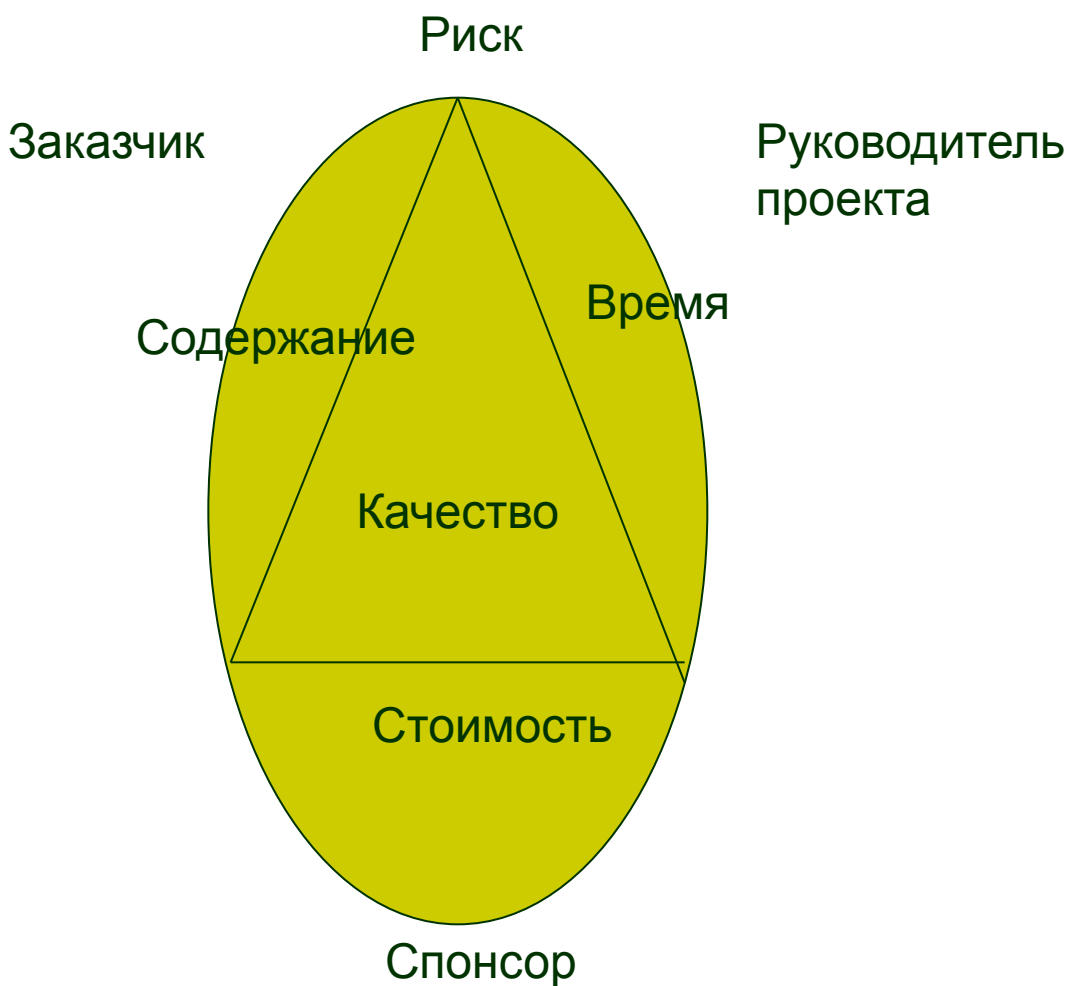 Риск
Заказчик
Руководитель
проекта
Время
Содержание
Качество
Стоимость
Спонсор